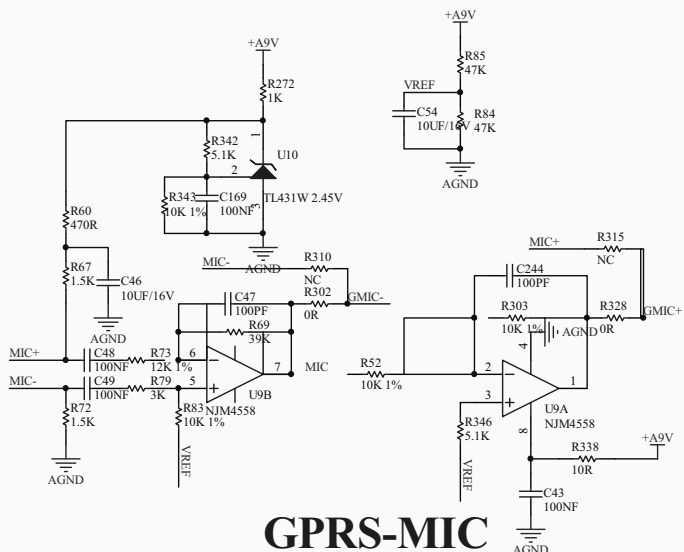 +A9V
R272
1K
R342
5.1K
1
U10
2
TL431W 2.45V
3
R343
10K 1%
C169
100NF
AGND
R60
470R
R67
1.5K
C46
10UF/16V
AGND
+A9V
R85
47K
VREF
C54
10UF/16V
R84
47K
AGND
MIC-
R310
NC
C47
100PF
R302
0R
GMIC-
R69
39K
MIC+
C48
100NF
R73
12K 1%
6
7
MIC
MIC-
C49
100NF
R79
3K
5
U9B
NJM4558
R72
1.5K
AGND
R83
10K 1%
VREF
MIC+
R315
NC
C244
100PF
R303
10K 1%
AGND
R328
0R
GMIC+
4
R52
10K 1%
2
1
3
U9A
NJM4558
R346
5.1K
8
R338
10R
+A9V
VREF
C43
100NF
AGND
GPRS-MIC